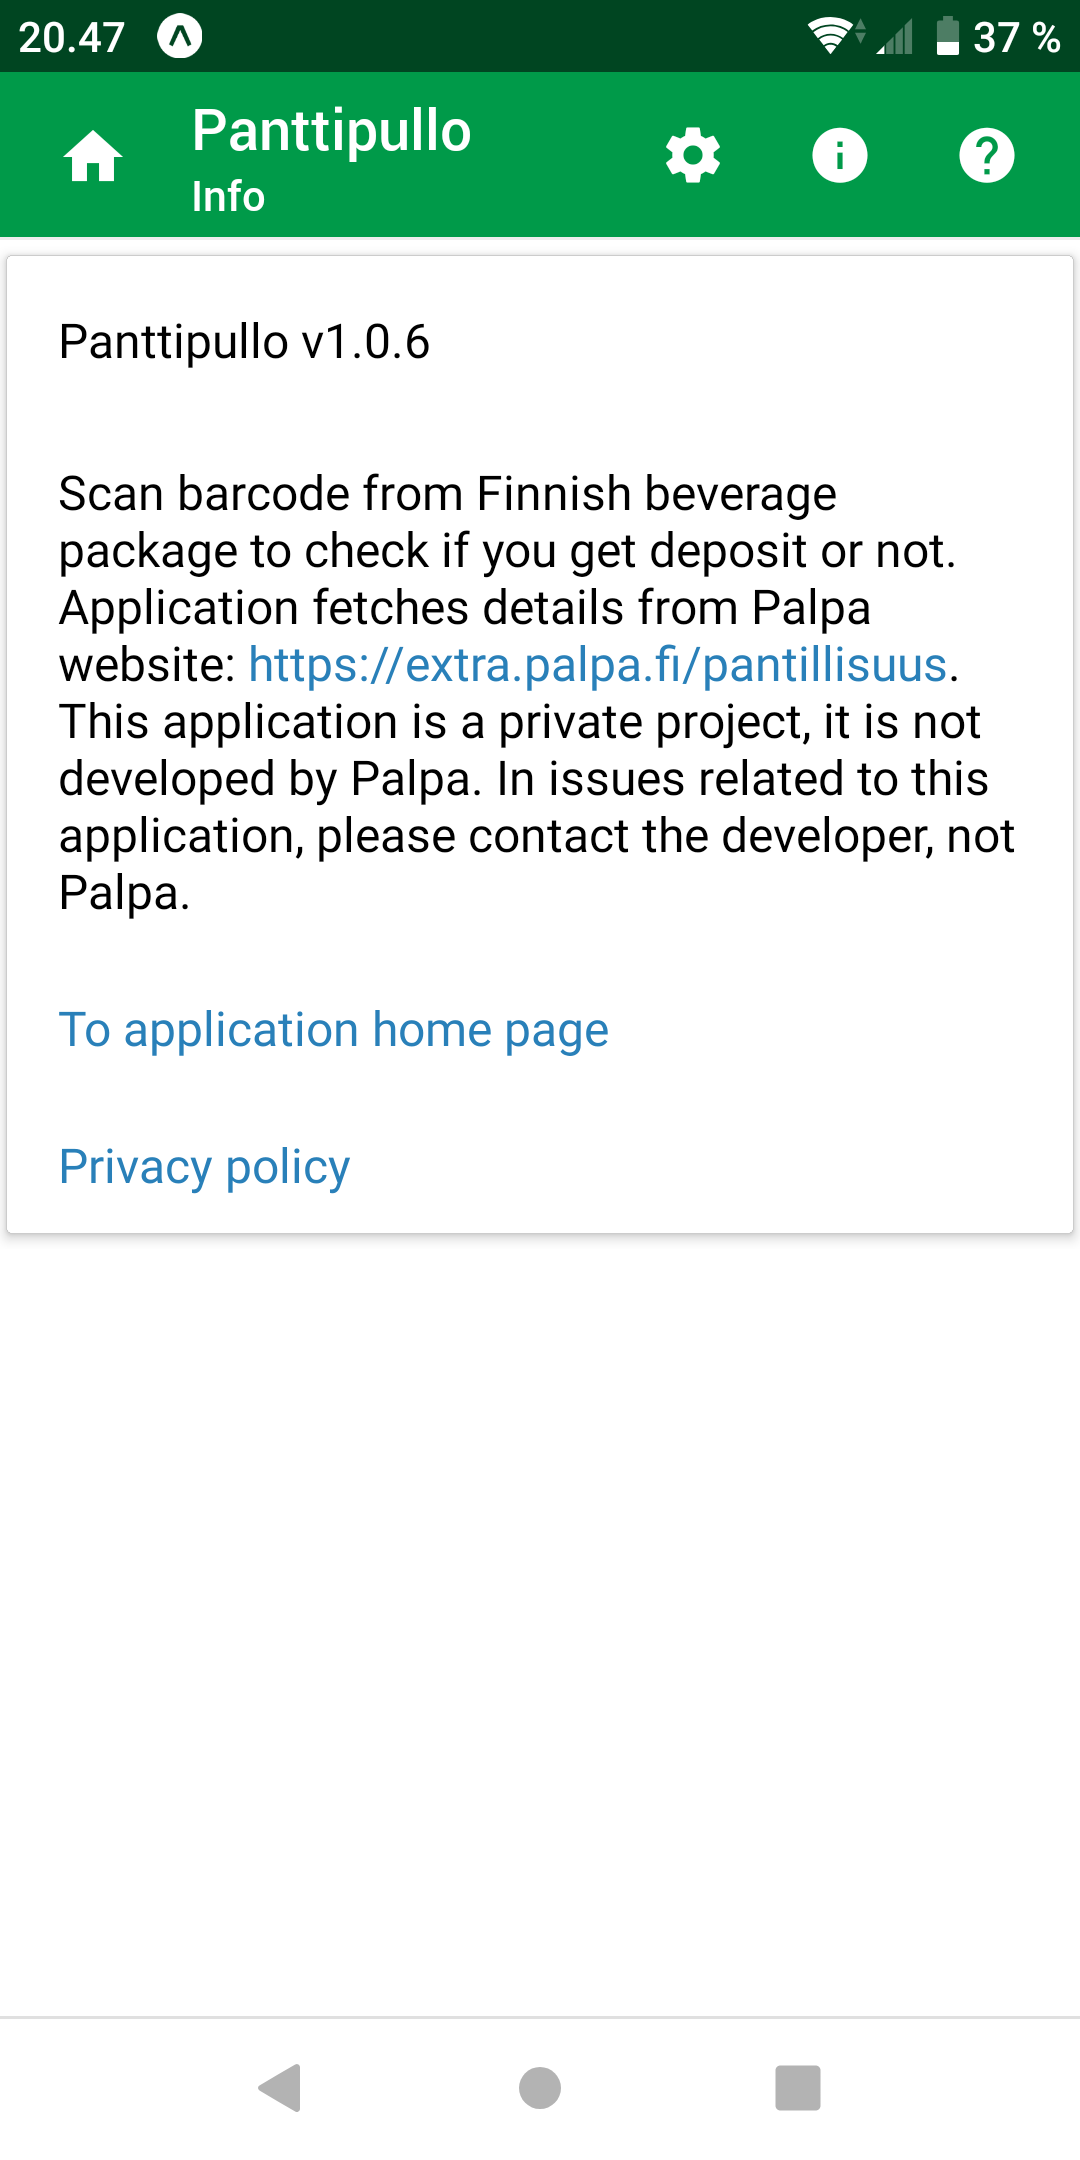 20.47
37 %
Panttipullo
Info
Panttipullo v1.0.6
Scan barcode from Finnish beverage
package to check if you get deposit or not.
Application fetches details from Palpa
website: https://extra.palpa.fi/pantillisuus.
This application is a private project, it is not
developed by Palpa. In issues related to this
application, please contact the developer, not
Palpa.
To application home page
Privacy policy